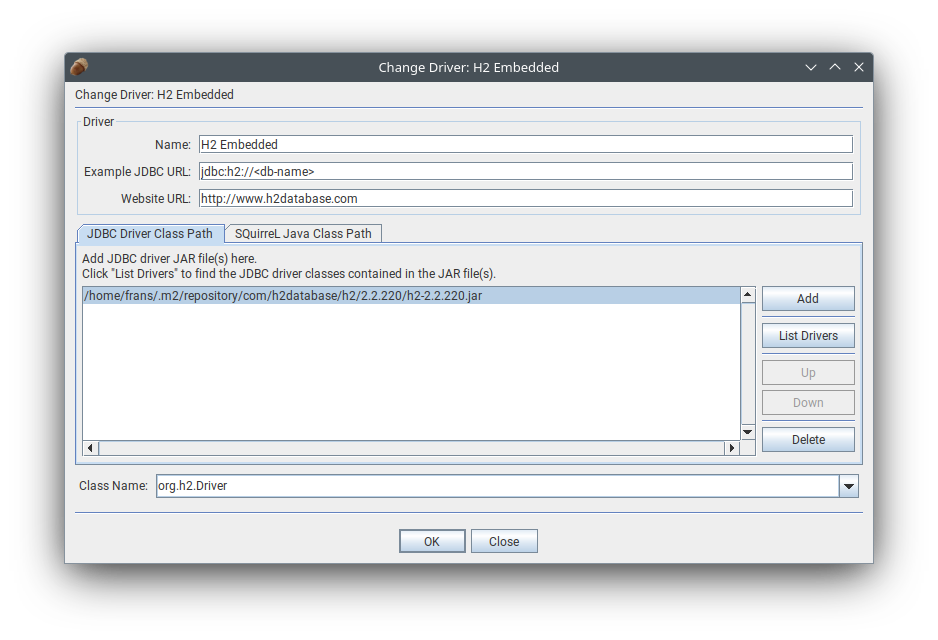 Change Driver: H2 Embedded
Change Driver: H2 Embedded
Driver
Name: H2 Embedded
Example JDBC URL: jdbc:h2://<db-name>
Website URL: http://www.h2database.com
JDBC Driver Class Path SQuirreL Java Class Path
Add JDBC driver JAR file(s) here.
Click "List Drivers" to find the JDBC driver classes contained in the JAR file(s).
/home/frans/.m2/repository/com/h2database/h2/2.2.220/h2-2.2.220.jar
Add
List Drivers
Up
Down
Delete
Class Name: org.h2.Driver
OK Close